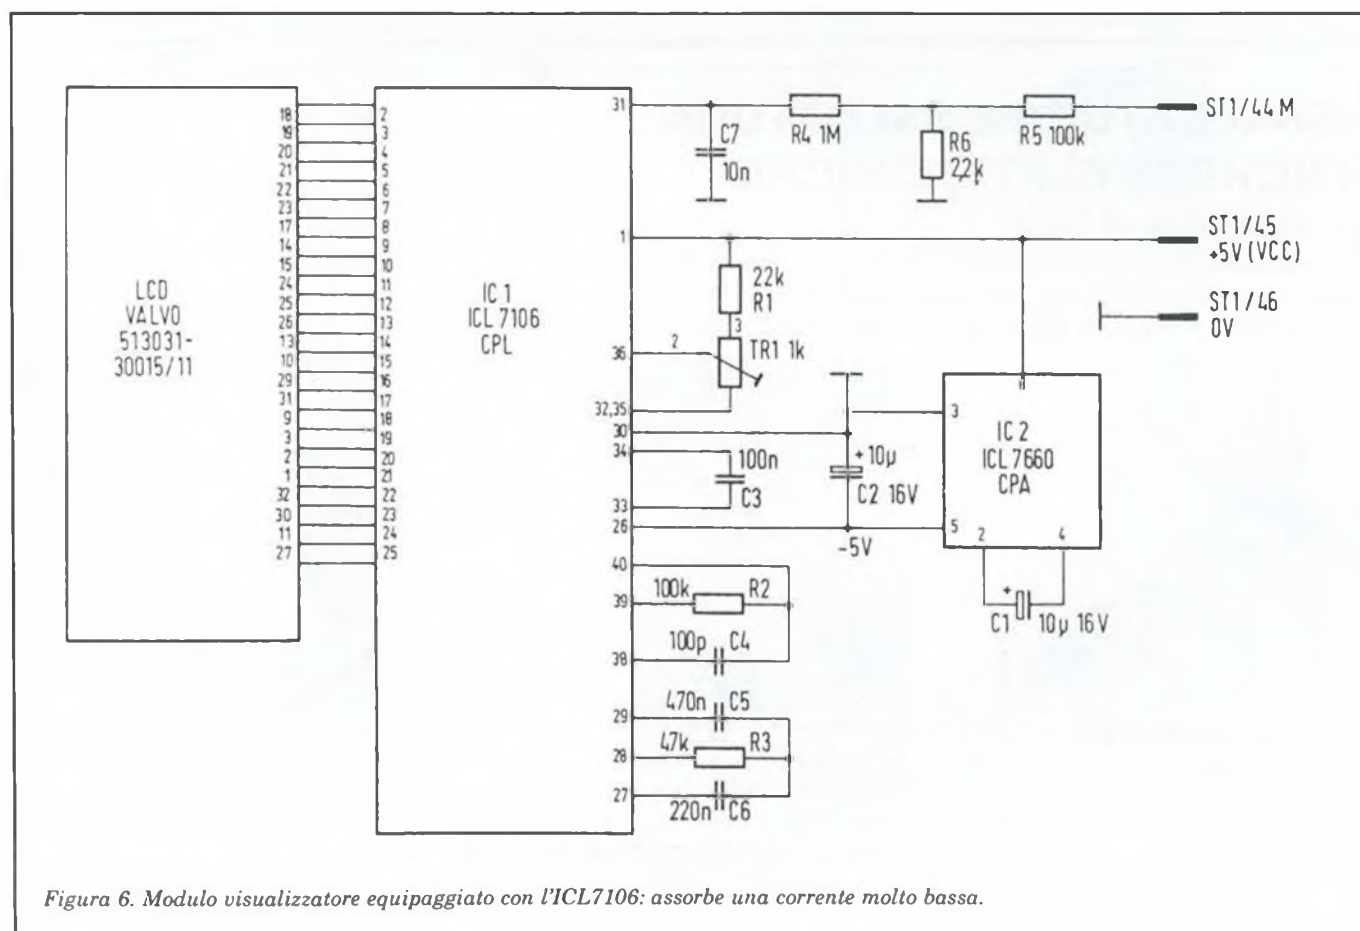 LCD
VALVO
513031-
30015/11
18
19
20
21
22
23
17
14
15
24
25
26
13
10
29
31
9
3
2
1
32
30
11
27
2
3
4
5
6
7
8
9
10
11
12
13
14
15
16
17
18
19
20
21
22
23
24
25
IC 1
ICL 7106
CPL
31
1
36
32,35
30
34
33
26
40
39
38
29
28
27
C7
10n
R4 1M
R6
2,2k
R5 100k
ST1/44 M
ST1/45
+5V (VCC)
ST1/46
0V
22k
R1
3
2
TR1 1k
100n
C3
+ 10µ
C2 16V
-5V
3
8
IC 2
ICL 7660
CPA
5
2
4
+
C1
10µ 16V
100k
R2
100p
C4
470n
C5
47k
R3
220n
C6
Figura 6. Modulo visualizzatore equipaggiato con l'ICL7106: assorbe una corrente molto bassa.